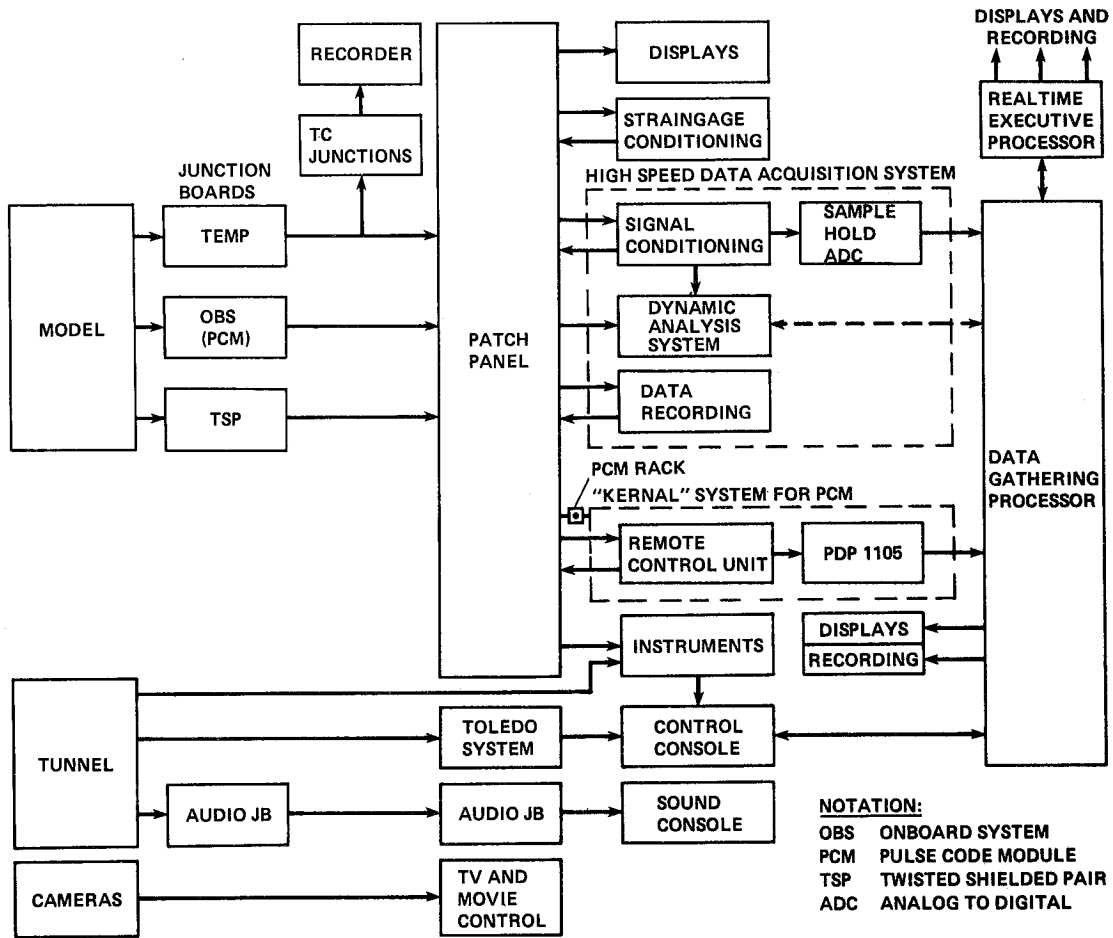 DISPLAYS AND
RECORDING
RECORDER
DISPLAYS
REALTIME
EXECUTIVE
PROCESSOR
TC
JUNCTIONS
STRAINGAGE
CONDITIONING
JUNCTION
BOARDS
HIGH SPEED DATA ACQUISITION SYSTEM
TEMP
SIGNAL
CONDITIONING
SAMPLE
HOLD
ADC
MODEL
OBS
(PCM)
PATCH
PANEL
DYNAMIC
ANALYSIS
SYSTEM
TSP
DATA
RECORDING
DATA
GATHERING
PROCESSOR
PCM RACK
"KERNAL" SYSTEM FOR PCM
REMOTE
CONTROL UNIT
PDP 1105
INSTRUMENTS
DISPLAYS
RECORDING
TUNNEL
TOLEDO
SYSTEM
CONTROL
CONSOLE
AUDIO JB
AUDIO JB
SOUND
CONSOLE
CAMERAS
TV AND
MOVIE
CONTROL
NOTATION:
OBS ONBOARD SYSTEM
PCM PULSE CODE MODULE
TSP TWISTED SHIELDED PAIR
ADC ANALOG TO DIGITAL